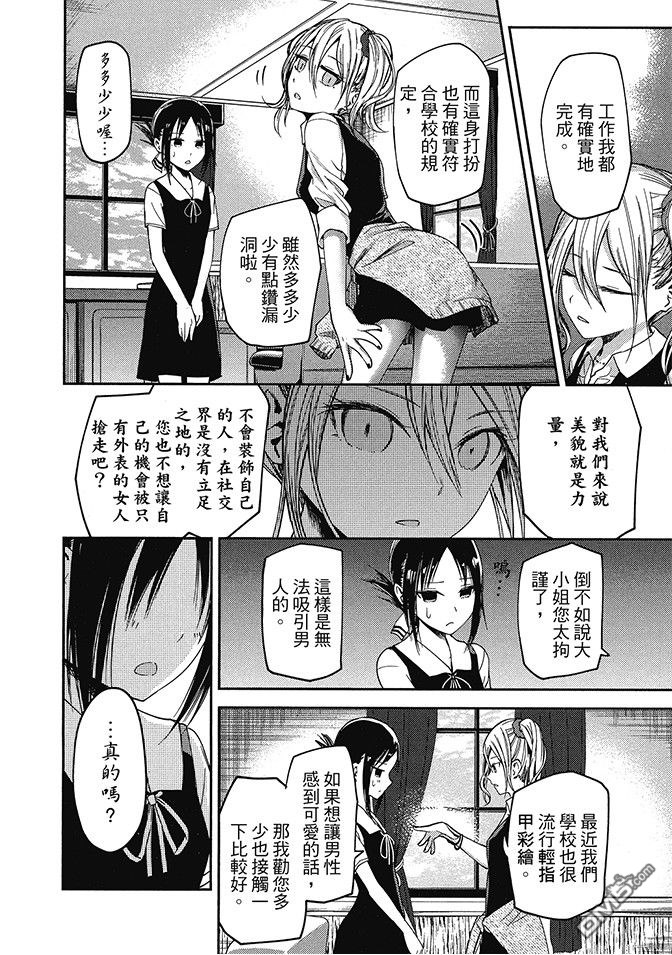 工作我都
有確實地
完成。
而這身打扮
也有確實符
合學校的規
定，
雖然多多少
少有點鑽漏
洞啦。
多多少少喔…
對我們來說
美貌就是力
量，
不會裝飾自己
的人，在社交
界是沒有立足
之地的，
您也不想讓自
己的機會被只
有外表的女人
搶走吧？
倒不如說大
小姐您太拘
謹了，
嗚…
這樣是無
法吸引男
人的。
最近我們
學校也很
流行輕指
甲彩繪。
如果想讓男性
感到可愛的話，
那我勸您多
少也接觸一
下比較好。
…真的嗎？
DM5.com